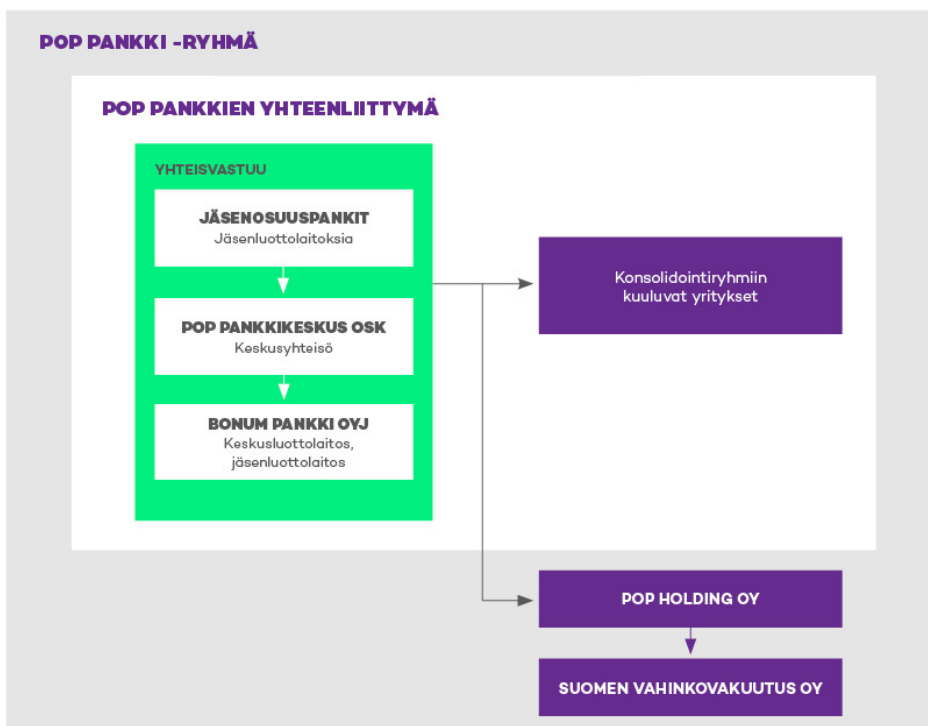 POP PANKKI -RYHMÄ
POP PANKKIEN YHTEENLIITTYMÄ
YHTEISVASTUU
JÄSENOSUUSPANKIT
Jäsenluottolaitoksia
POP PANKKIKESKUS OSK
Keskusyhteisö
BONUM PANKKI OYJ
Keskusluottolaitos,
jäsenluottolaitos
Konsolidointiryhmiin
kuuluvat yritykset
POP HOLDING OY
SUOMEN VAHINKOVAKUUTUS OY